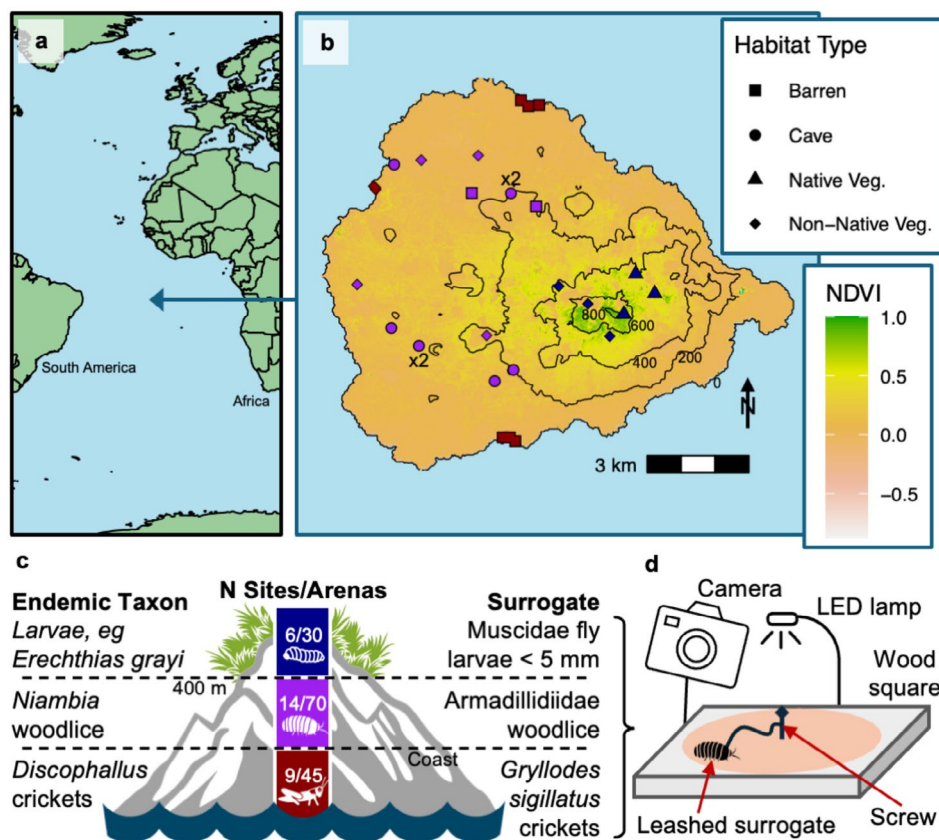 a
South America
Africa
b
x2
x2
800
600
400
200
0
N
3 km
Habitat Type
Barren
Cave
Native Veg.
Non−Native Veg.
NDVI
1.0
0.5
0.0
−0.5
c
Endemic Taxon
Larvae, eg
Erechthias grayi
Niambia
woodlice
Discophallus
crickets
N Sites/Arenas
6/30
400 m
14/70
Coast
9/45
Surrogate
Muscidae fly
larvae < 5 mm
Armadillidiidae
woodlice
Gryllodes
sigillatus
crickets
d
Camera
LED lamp
Wood
square
Leashed surrogate
Screw